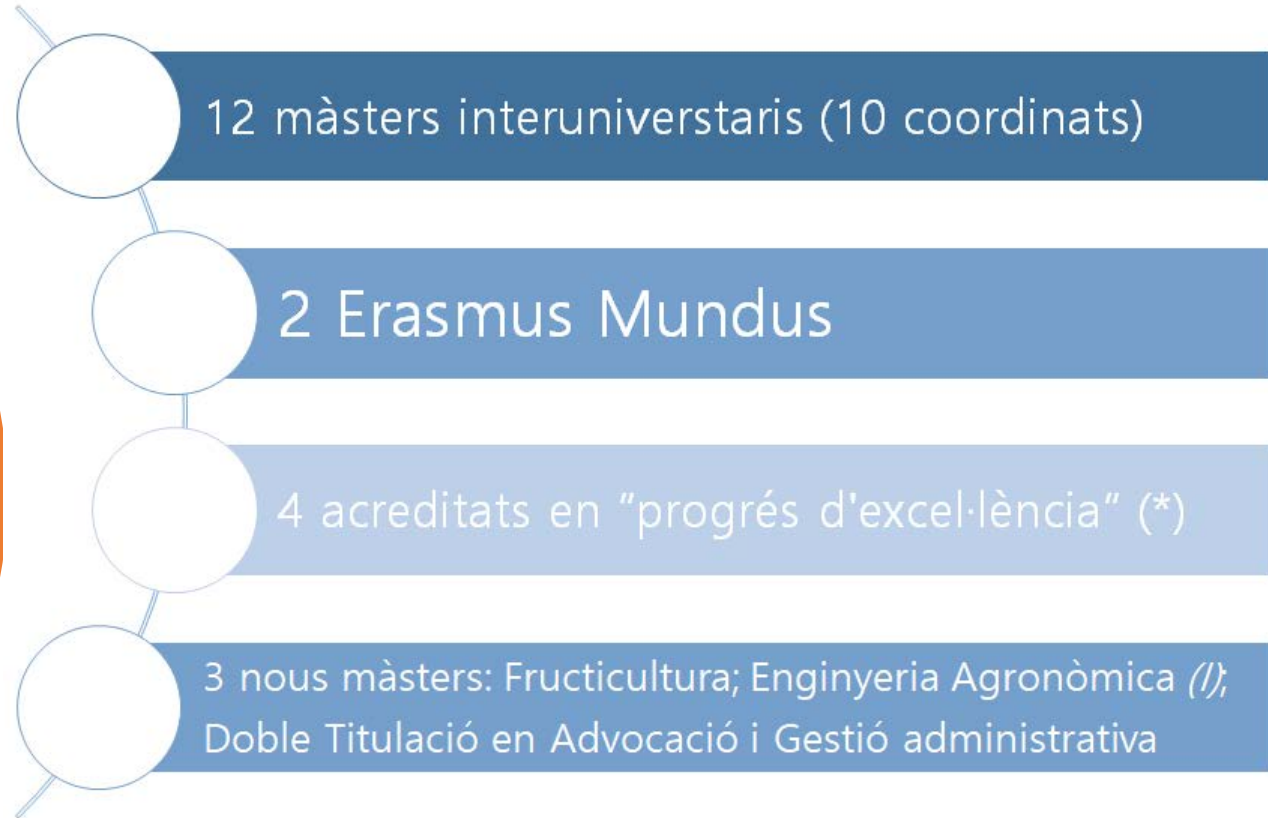 12 màsters interuniverstaris (10 coordinats)
2 Erasmus Mundus
4 acreditats en "progrés d'excel·lència" (*)
3 nous màsters: Fructicultura; Enginyeria Agronòmica (I);
Doble Titulació en Advocació i Gestió administrativa